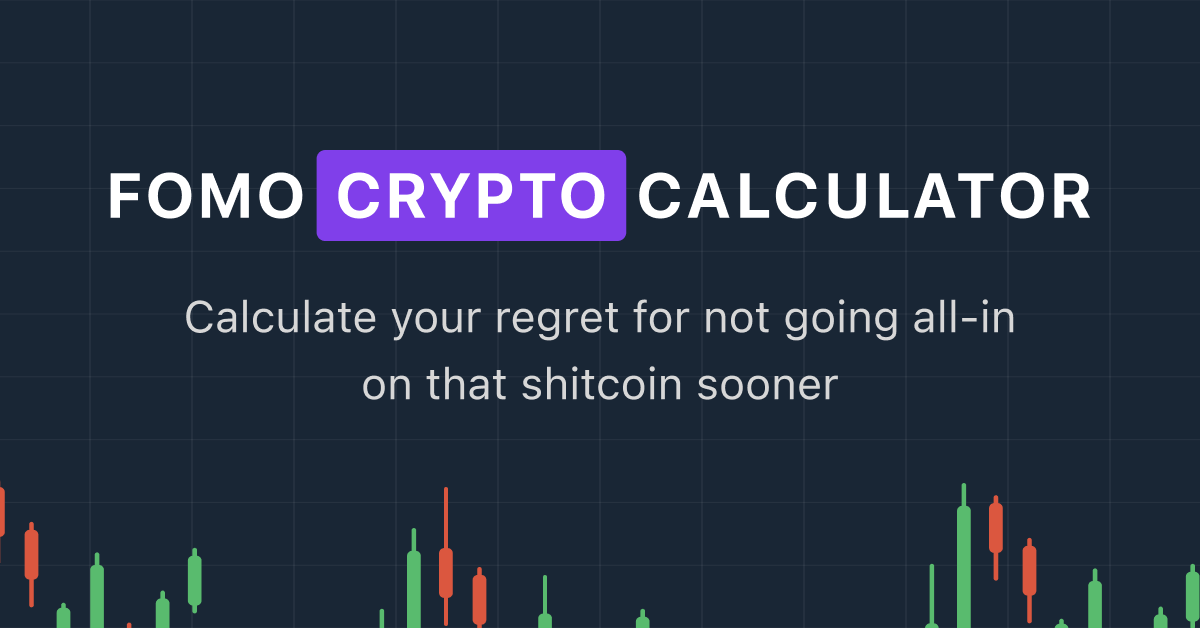 FOMO CRYPTO CALCULATOR
Calculate your regret for not going all-in
on that shitcoin sooner